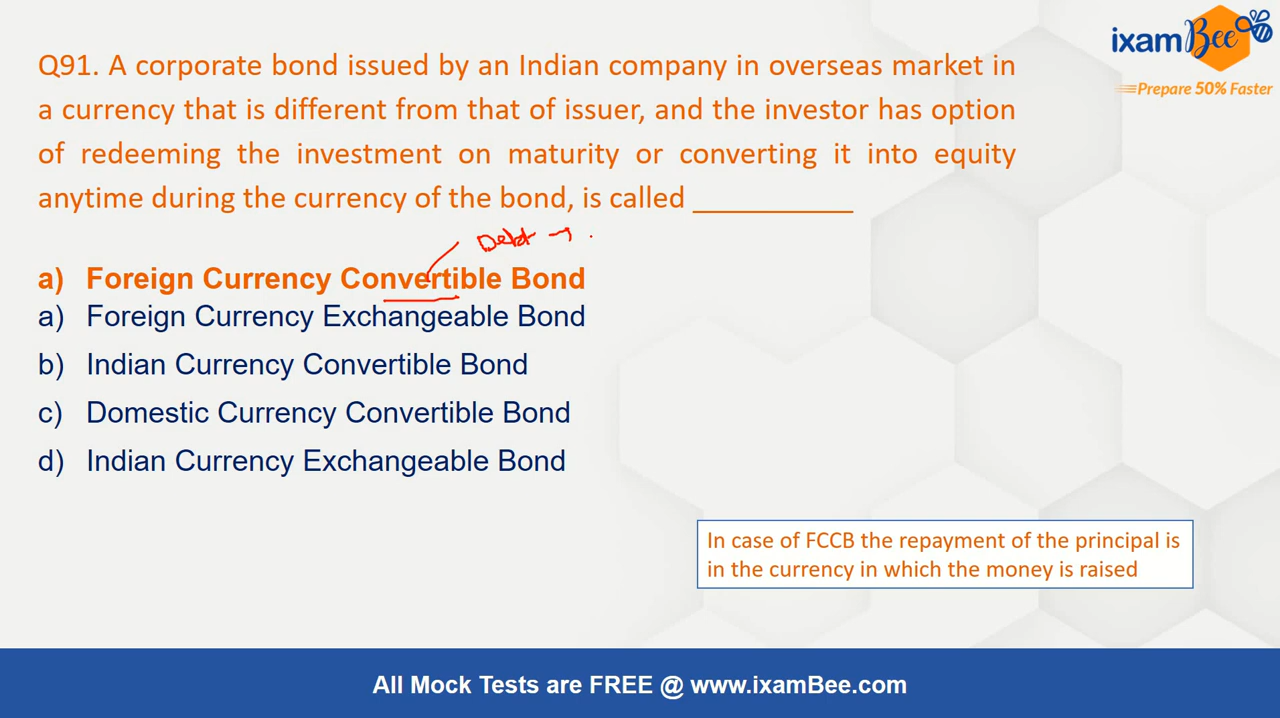 ixamBee
Prepare 50% Faster
Q91. A corporate bond issued by an Indian company in overseas market in
a currency that is different from that of issuer, and the investor has option
of redeeming the investment on maturity or converting it into equity
anytime during the currency of the bond, is called ____________
Debt →
a) Foreign Currency Convertible Bond
a) Foreign Currency Exchangeable Bond
b) Indian Currency Convertible Bond
c) Domestic Currency Convertible Bond
d) Indian Currency Exchangeable Bond
In case of FCCB the repayment of the principal is
in the currency in which the money is raised
All Mock Tests are FREE @ www.ixamBee.com